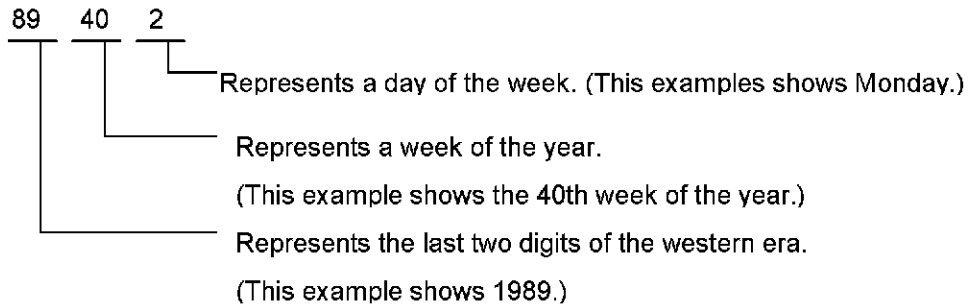 89 40 2
Represents a day of the week. (This examples shows Monday.)
Represents a week of the year.
(This example shows the 40th week of the year.)
Represents the last two digits of the western era.
(This example shows 1989.)